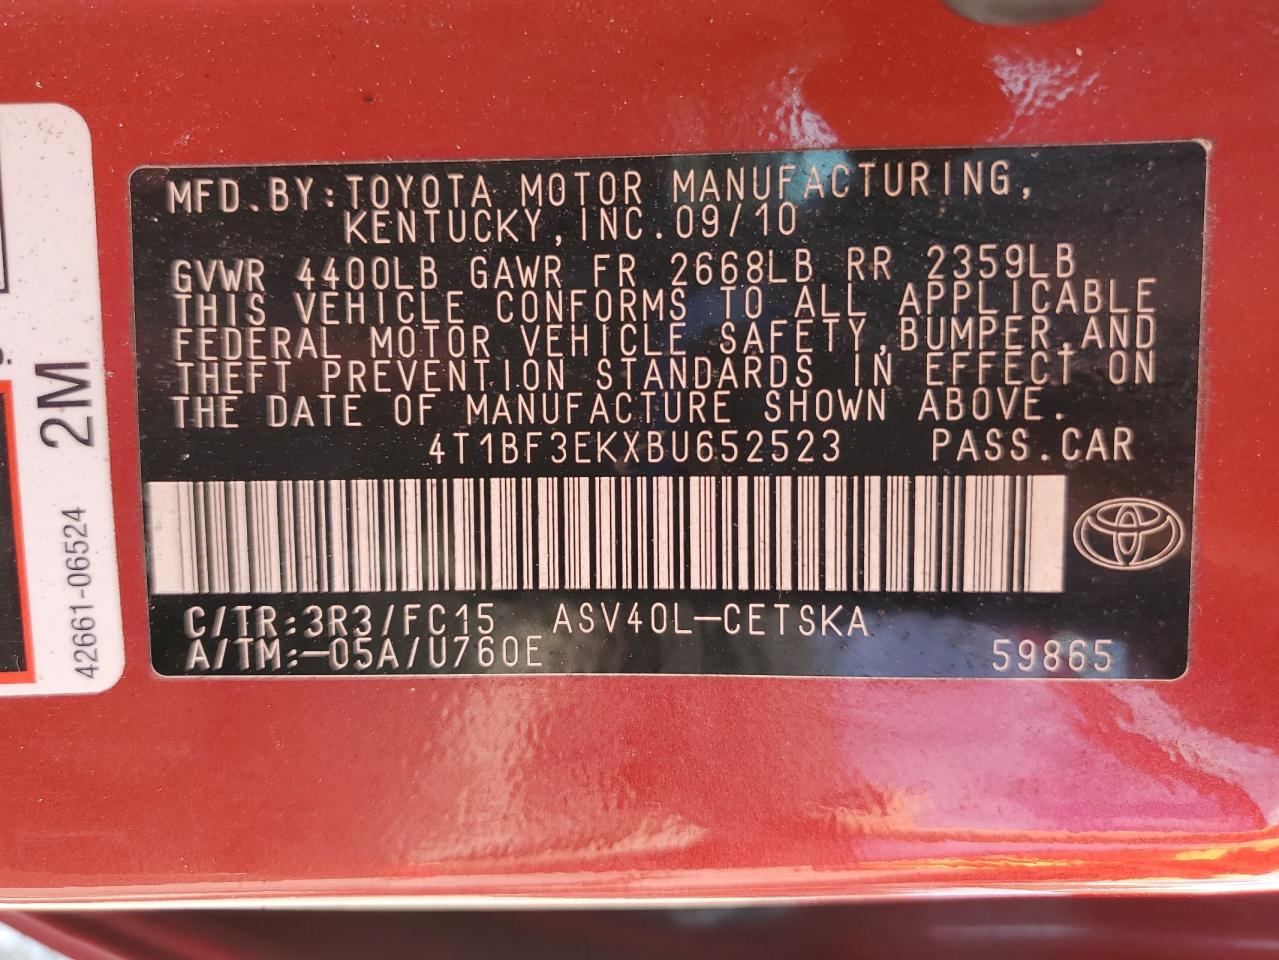 MFD.BY:TOYOTA MOTOR MANUFACTURING,
KENTUCKY,INC.09/10
GVWR 4400LB GAWR FR 2668LB RR 2359LB
THIS VEHICLE CONFORMS TO ALL APPLICABLE
FEDERAL MOTOR VEHICLE SAFETY,BUMPER,AND
THEFT PREVENTION STANDARDS IN EFFECT ON
THE DATE OF MANUFACTURE SHOWN ABOVE.
4T1BF3EKXBU652523 PASS.CAR
C/TR:3R3/FC15 ASV40L-CETSKA
A/TM:-05A/U760E 59865
2M
42661-06524